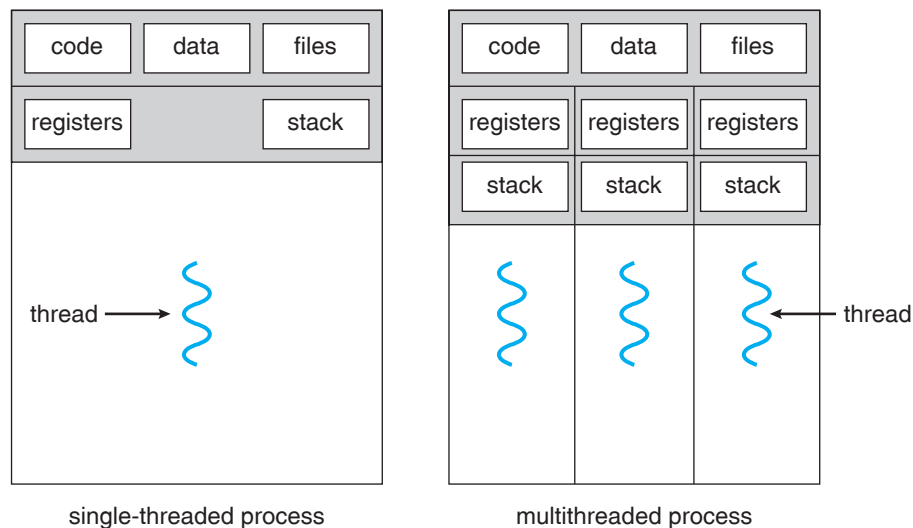 code data files
registers stack
thread
single-threaded process
code data files
registers registers registers
stack stack stack
thread
multithreaded process